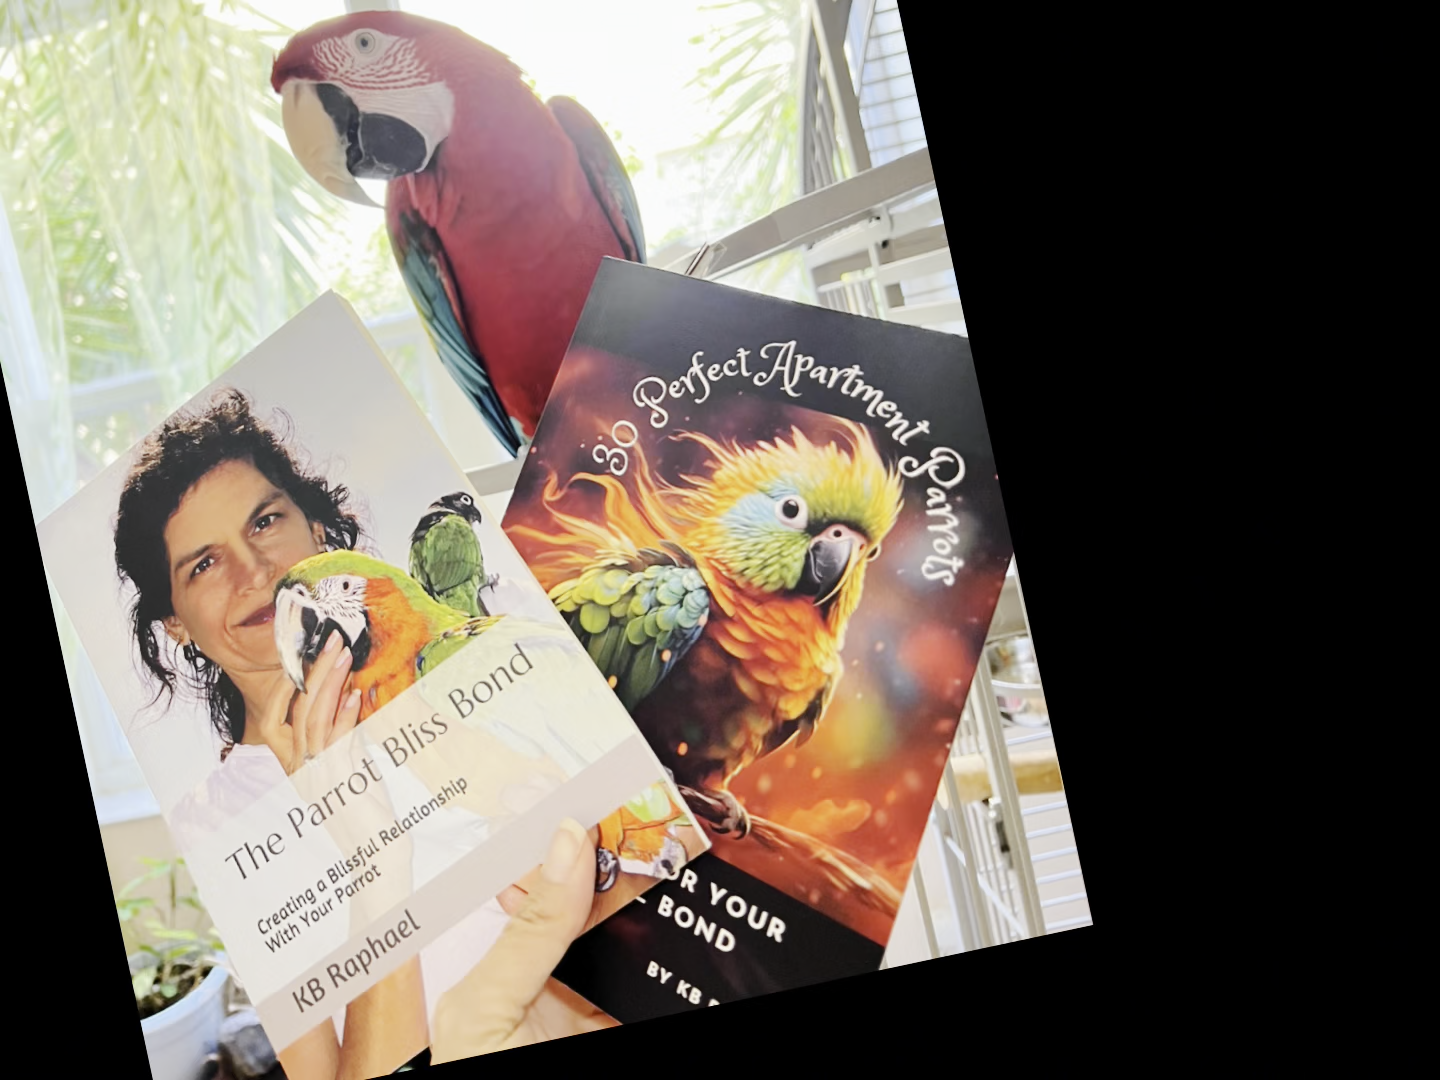 The Parrot Bliss Bond
Creating a Blissful Relationship
With Your Parrot
KB Raphael
30 Perfect Apartment Parrots
YOUR
BOND
BY KB